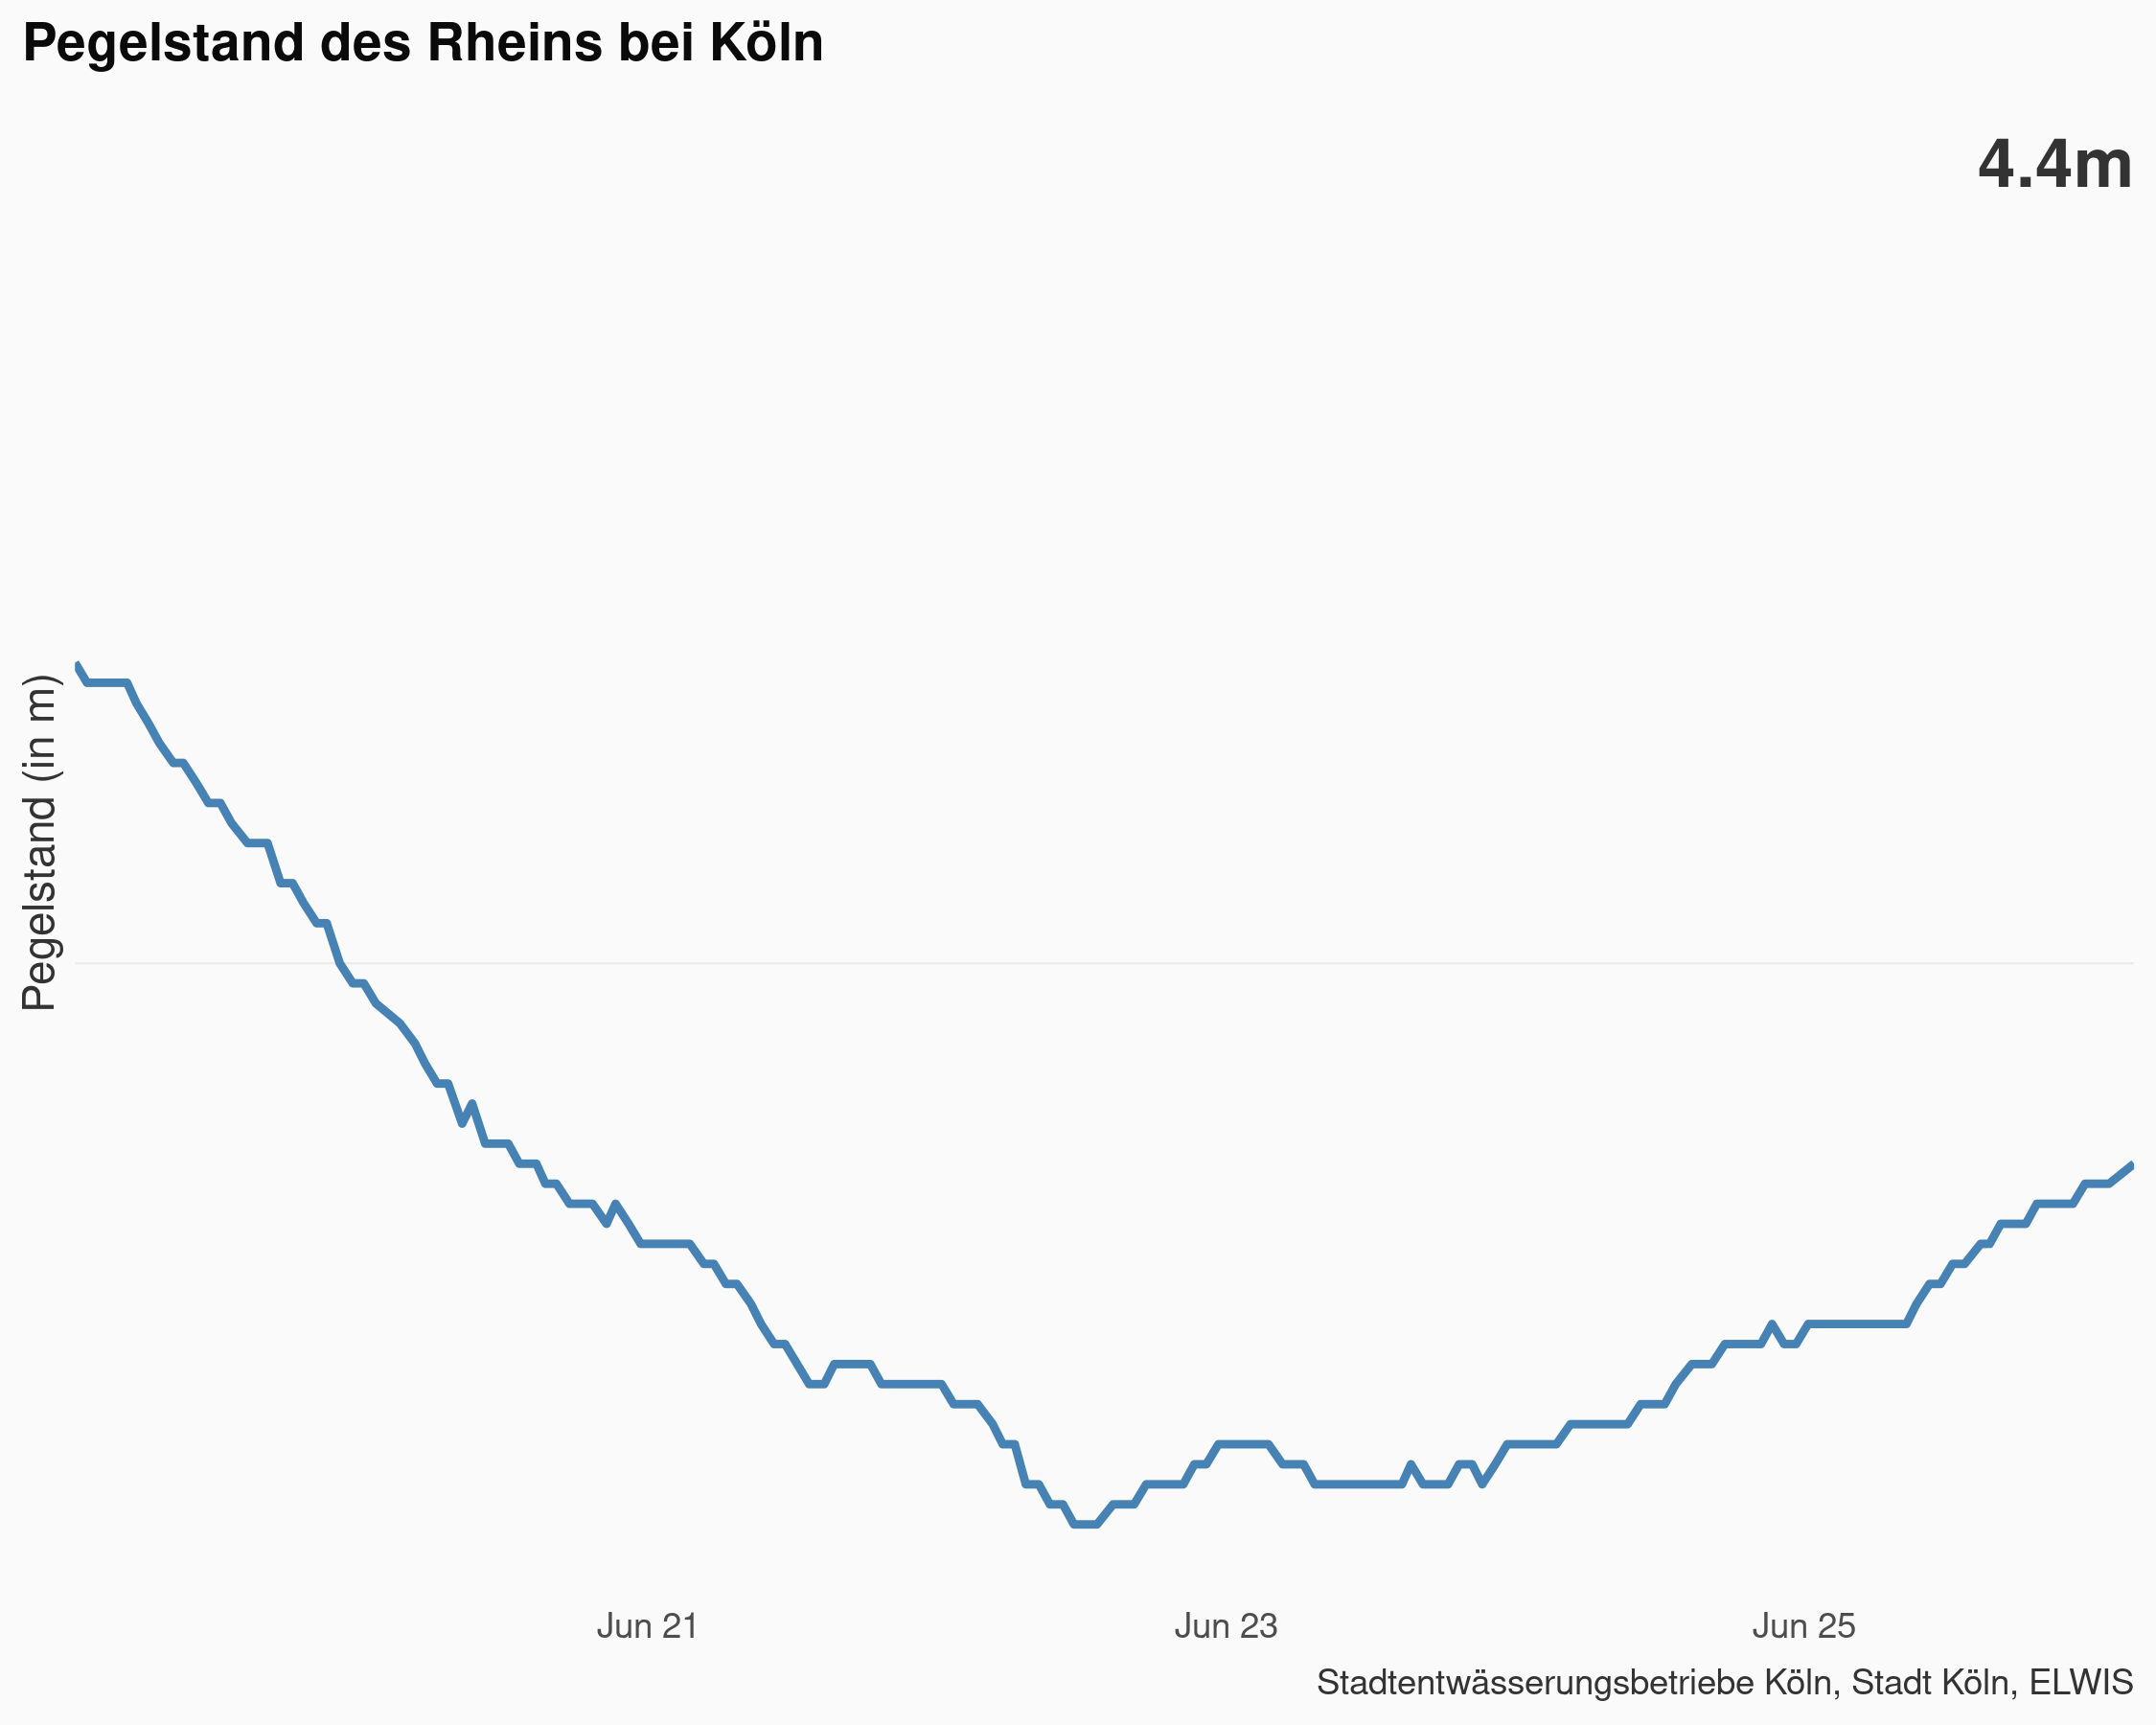 Pegelstand des Rheins bei Köln
4.4m
Pegelstand (in m)
Jun 21
Jun 23
Jun 25
Stadtentwässerungsbetriebe Köln, Stadt Köln, ELWIS